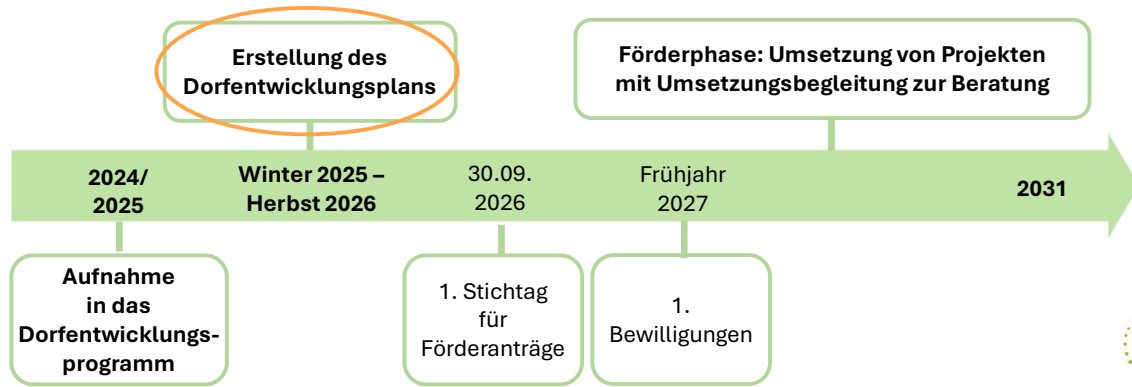 Erstellung des
Dorfentwicklungsplans
Förderphase: Umsetzung von Projekten
mit Umsetzungsbegleitung zur Beratung
2024/
2025
Winter 2025 –
Herbst 2026
30.09.
2026
Frühjahr
2027
2031
Aufnahme
in das
Dorfentwicklungs-
programm
1. Stichtag
für
Förderanträge
1.
Bewilligungen